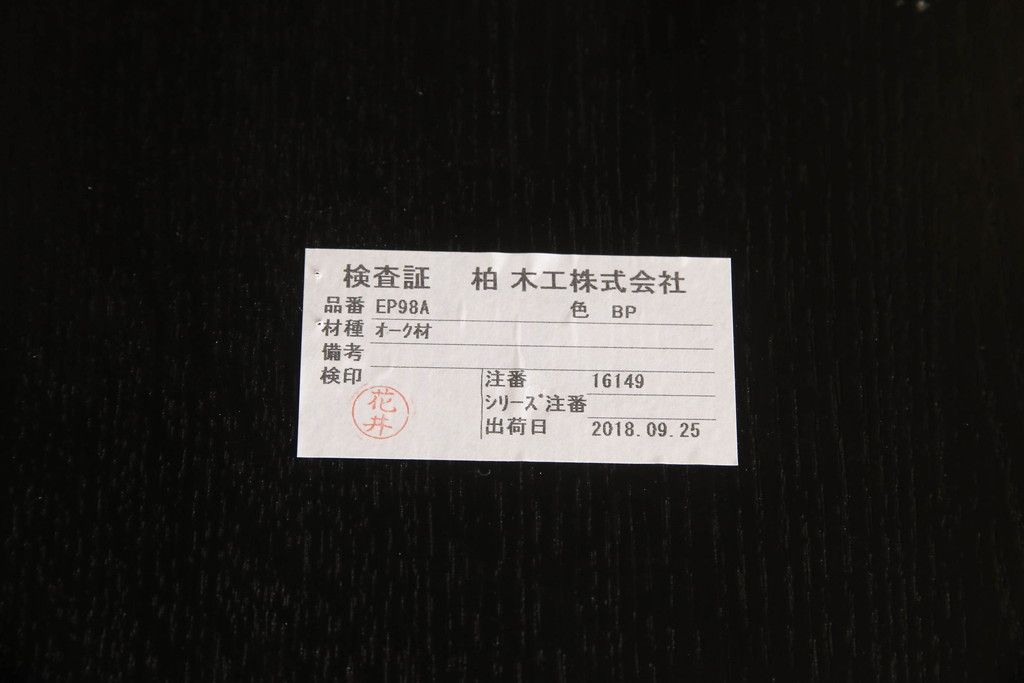 検査証 柏木工株式会社
品番 EP98A 色 BP
材種 オーク材
備考
検印
花井
注番 16149
シリーズ注番
出荷日 2018.09.25